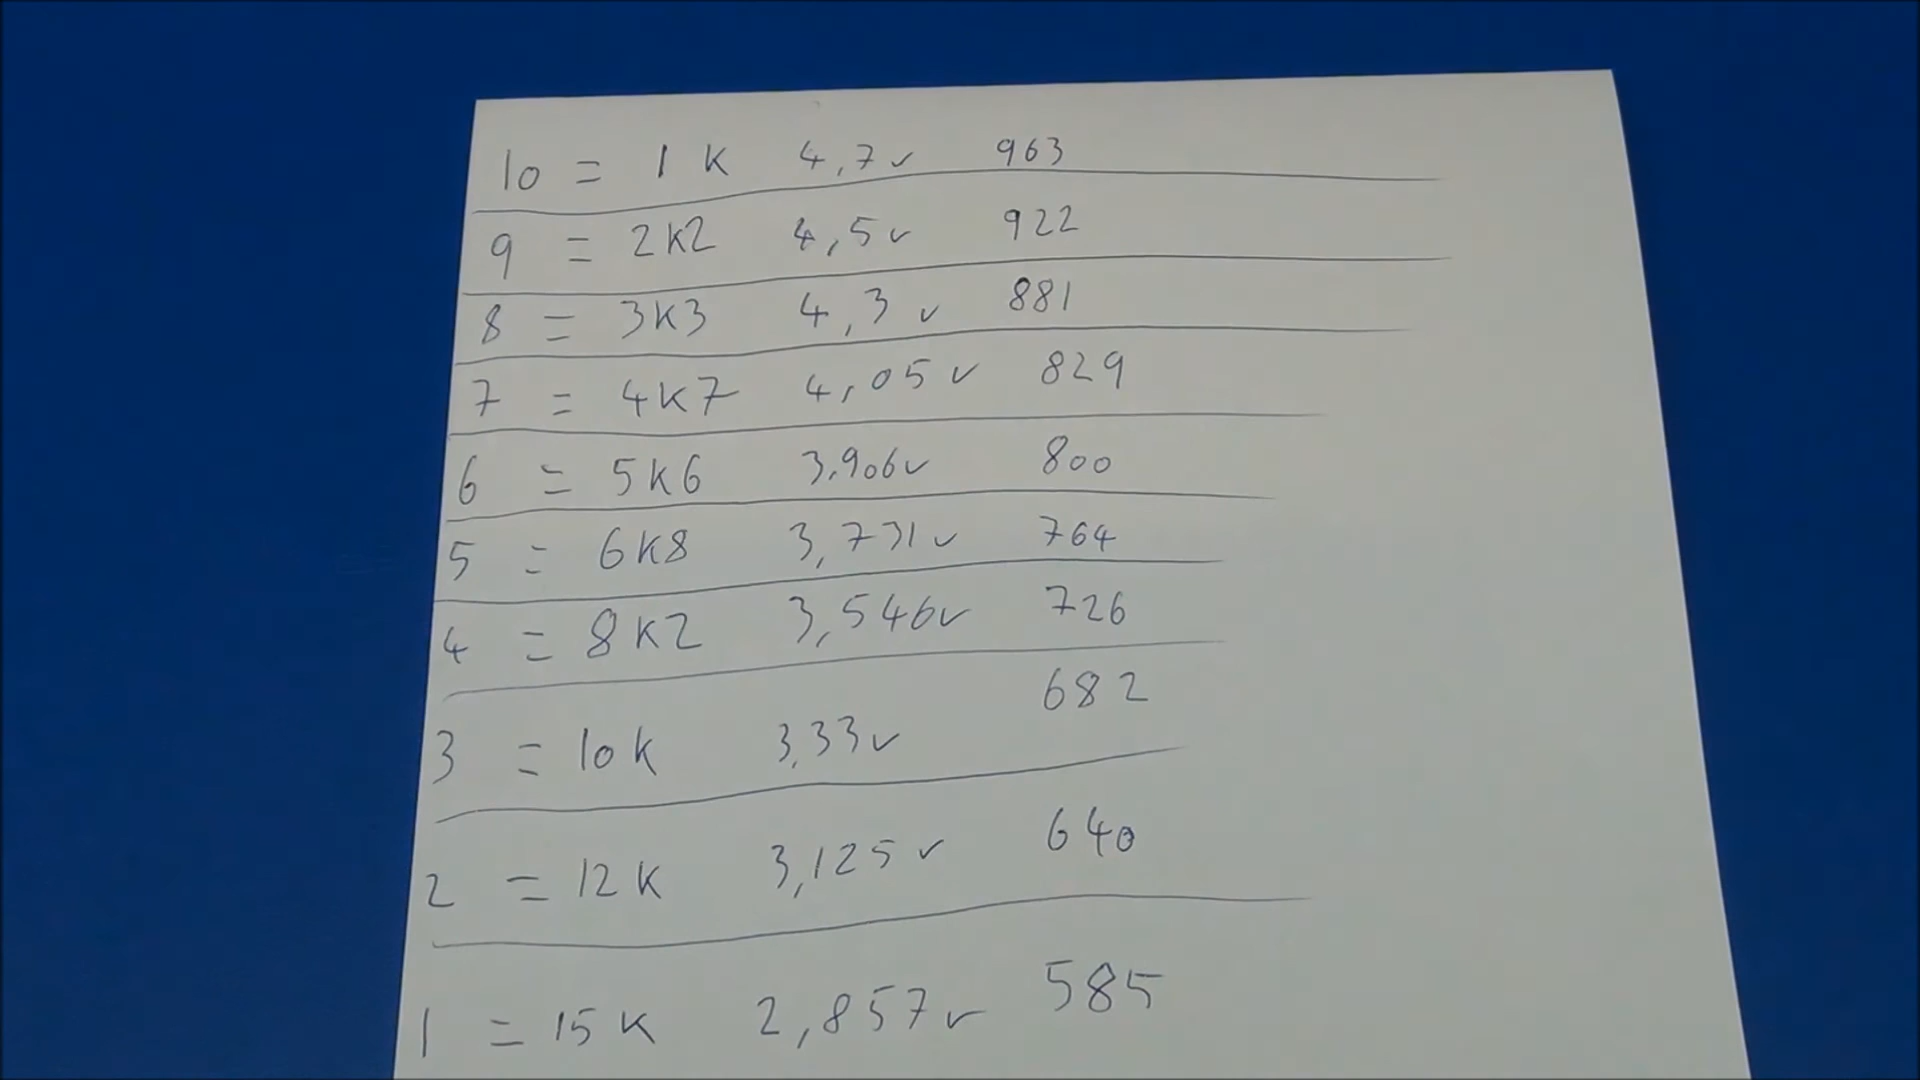 10 = 1K 4,7v 963
9 = 2K2 4,5v 922
8 = 3K3 4,3v 881
7 = 4K7 4,05v 829
6 = 5K6 3,906v 800
5 = 6K8 3,731v 764
4 = 8K2 3,546v 726
3 = 10K 3,33v 682
2 = 12K 3,125v 640
1 = 15K 2,857v 585